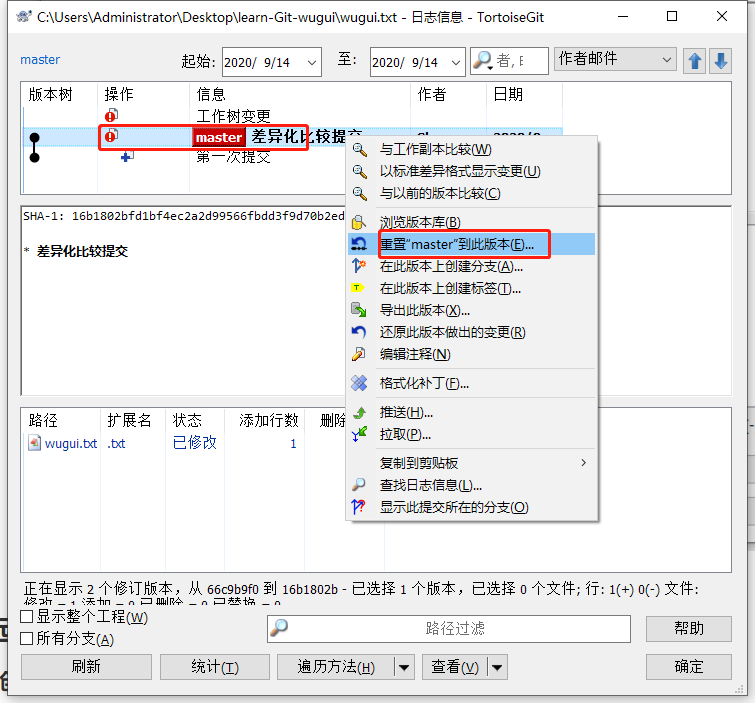 C:\Users\Administrator\Desktop\learn-Git-wugui\wugui.txt - 日志信息 - TortoiseGit
master 起始: 2020/ 9/14 至: 2020/ 9/14 者, 作者邮件
版本树 操作 信息 作者 日期
工作树变更
master 差异化比较提交
第一次提交
SHA-1: 16b1802bfd1bf4ec2a2d99566fbdd3f9d70b2ed
* 差异化比较提交
与工作副本比较(W)
以标准差异格式显示变更(U)
与以前的版本比较(C)
浏览版本库(B)
重置"master"到此版本(E)...
在此版本上创建分支(A)...
在此版本上创建标签(T)...
导出此版本(X)...
还原此版本做出的变更(R)
编辑注释(N)
格式化补丁(F)...
推送(H)...
拉取(P)...
复制到剪贴板
查找日志信息(L)...
显示此提交所在的分支(O)
路径 扩展名 状态 添加行数 删除
wugui.txt .txt 已修改 1
正在显示 2 个修订版本，从 66c9b9f0 到 16b1802b - 已选择 1 个版本，已选择 0 个文件; 行: 1(+) 0(-) 文件:
修改 = 1 添加 = 0 已删除 = 0 已替换 = 0
显示整个工程(W)
所有分支(A)
路径过滤
帮助
刷新 统计(T) 遍历方法(H) 查看(V) 确定